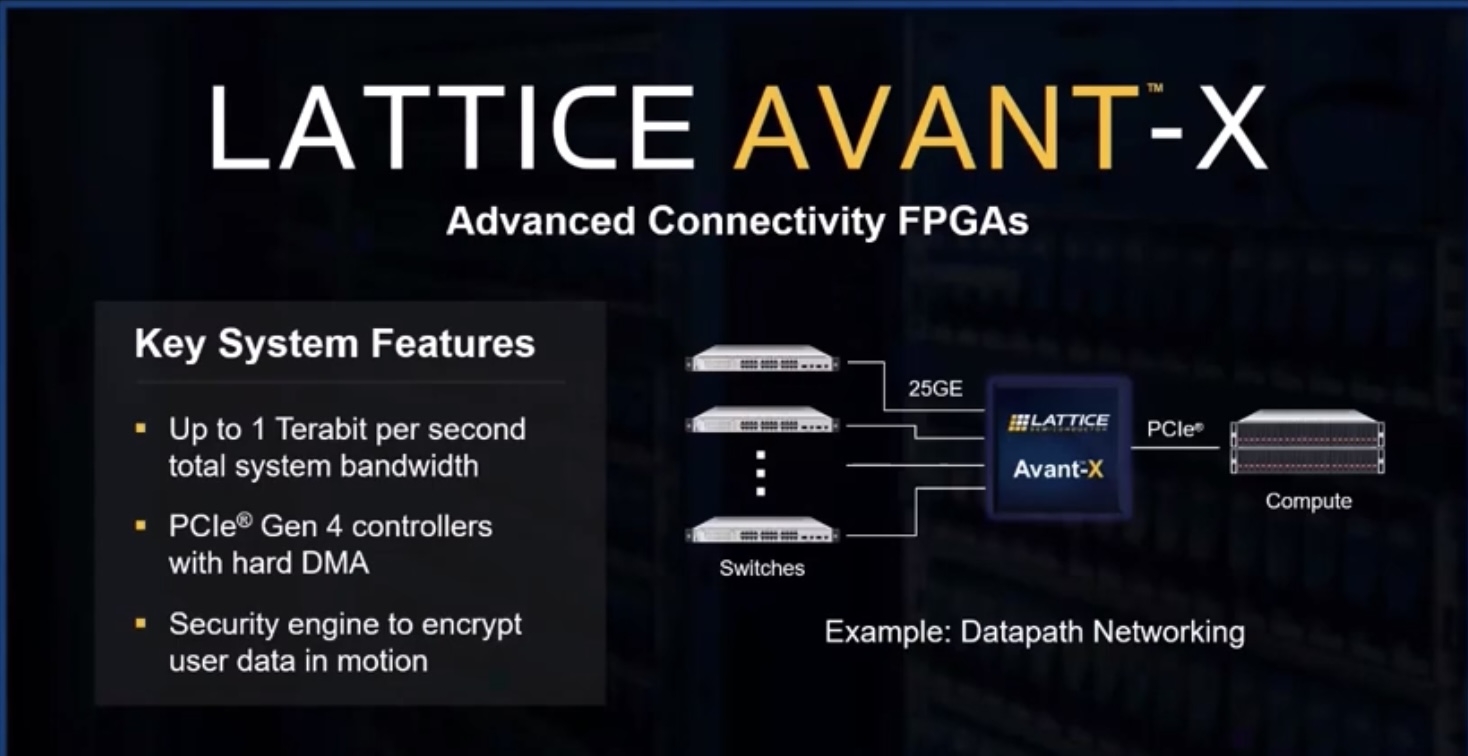 LATTICE AVANT™-X
Advanced Connectivity FPGAs
Key System Features
▪ Up to 1 Terabit per second
total system bandwidth
▪ PCIe® Gen 4 controllers
with hard DMA
▪ Security engine to encrypt
user data in motion
25GE
LATTICE
SEMICONDUCTOR
Avant-X
PCIe®
Compute
Switches
Example: Datapath Networking